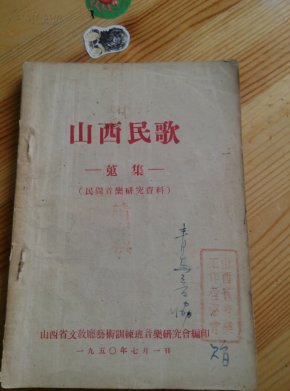 山西民歌
—蒐集—
(民間音樂研究資料)
山西省文教廳藝術訓練班音樂研究會編印
一九五〇年七月一日